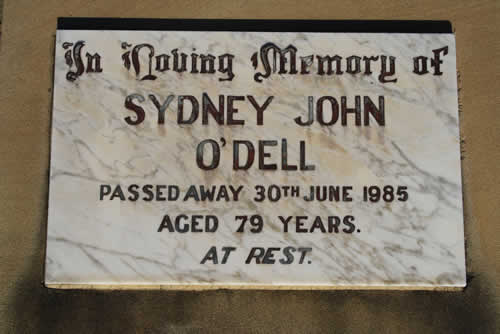 In Loving Memory of
SYDNEY JOHN
O'DELL
PASSED AWAY 30TH JUNE 1985
AGED 79 YEARS.
AT REST.